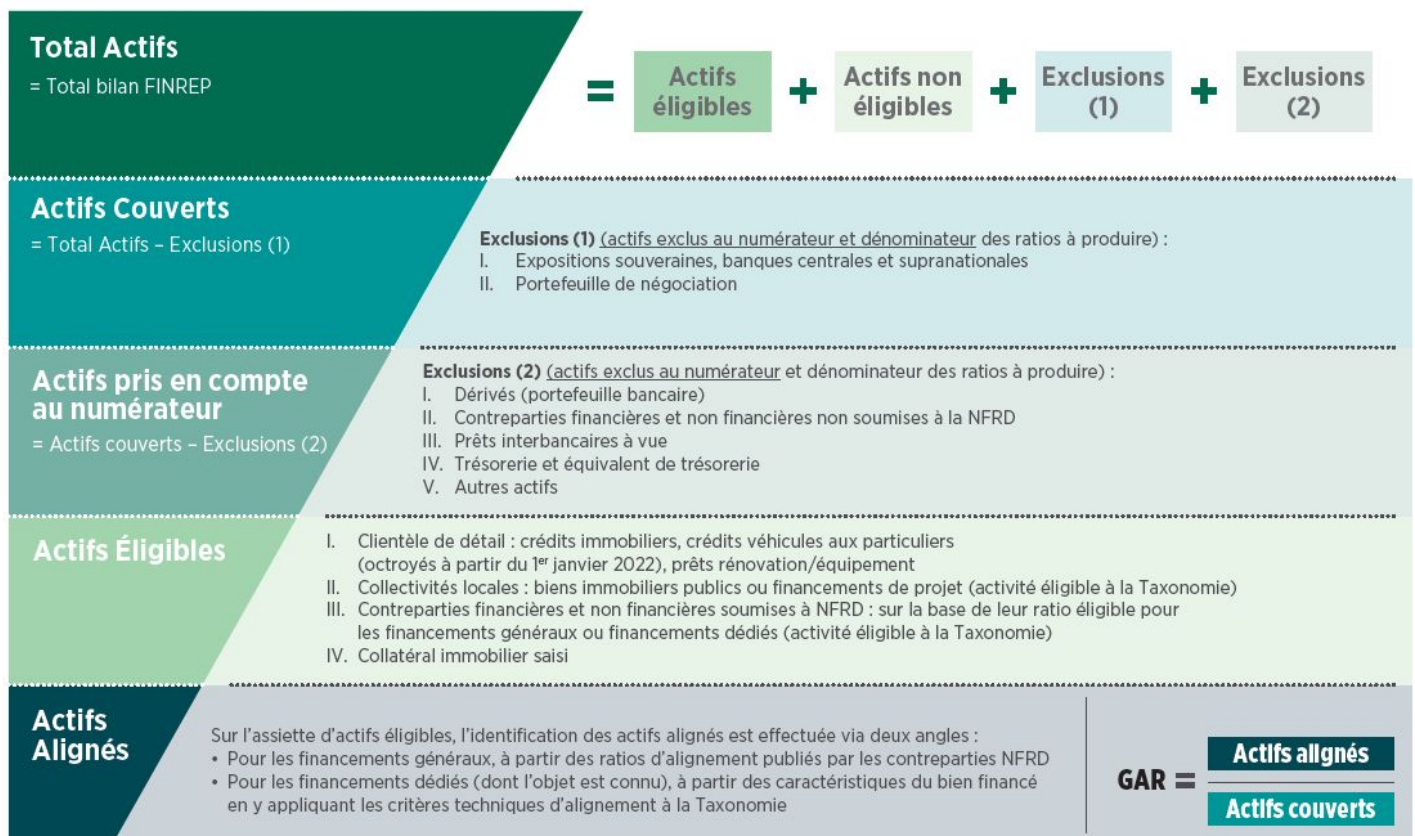 Total Actifs
= Total bilan FINREP
=
Actifs
éligibles
+
Actifs non
éligibles
+
Exclusions
(1)
+
Exclusions
(2)
Actifs Couverts
= Total Actifs – Exclusions (1)
Exclusions (1) (actifs exclus au numérateur et dénominateur des ratios à produire) :
I. Expositions souveraines, banques centrales et supranationales
II. Portefeuille de négociation
Actifs pris en compte
au numérateur
= Actifs couverts – Exclusions (2)
Exclusions (2) (actifs exclus au numérateur et dénominateur des ratios à produire) :
I. Dérivés (portefeuille bancaire)
II. Contreparties financières et non financières non soumises à la NFRD
III. Prêts interbancaires à vue
IV. Trésorerie et équivalent de trésorerie
V. Autres actifs
Actifs Éligibles
I. Clientèle de détail : crédits immobiliers, crédits véhicules aux particuliers
(octroyés à partir du 1er janvier 2022), prêts rénovation/équipement
II. Collectivités locales : biens immobiliers publics ou financements de projet (activité éligible à la Taxonomie)
III. Contreparties financières et non financières soumises à NFRD : sur la base de leur ratio éligible pour
les financements généraux ou financements dédiés (activité éligible à la Taxonomie)
IV. Collatéral immobilier saisi
Actifs
Alignés
Sur l'assiette d'actifs éligibles, l'identification des actifs alignés est effectuée via deux angles :
• Pour les financements généraux, à partir des ratios d'alignement publiés par les contreparties NFRD
• Pour les financements dédiés (dont l'objet est connu), à partir des caractéristiques du bien financé
en y appliquant les critères techniques d'alignement à la Taxonomie
GAR =
Actifs alignés
Actifs couverts